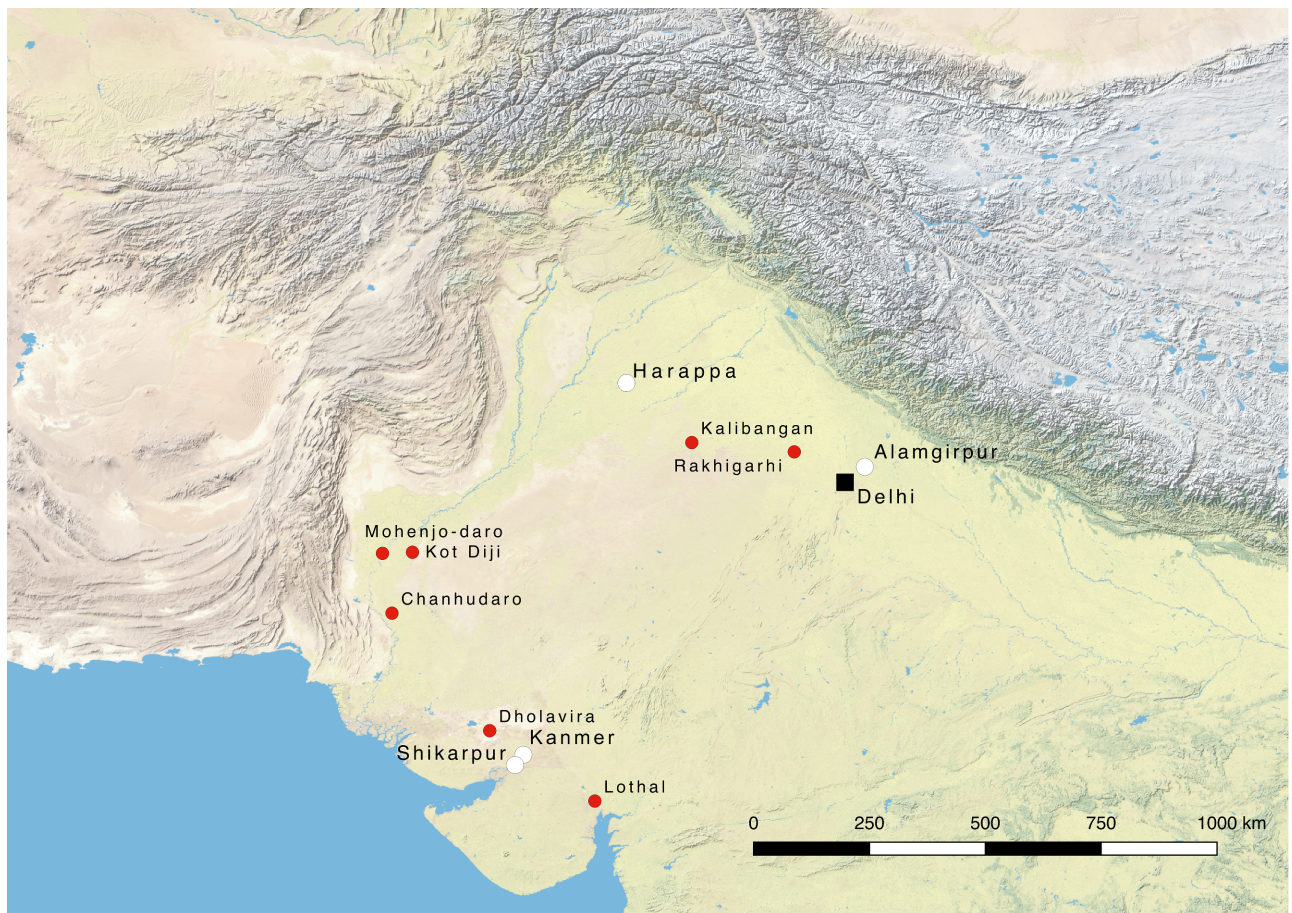 Harappa
Kalibangan
Rakhigarhi
Alamgirpur
Delhi
Mohenjo-daro
Kot Diji
Chanhudaro
Dholavira
Kanmer
Shikarpur
Lothal
0 250 500 750 1000 km